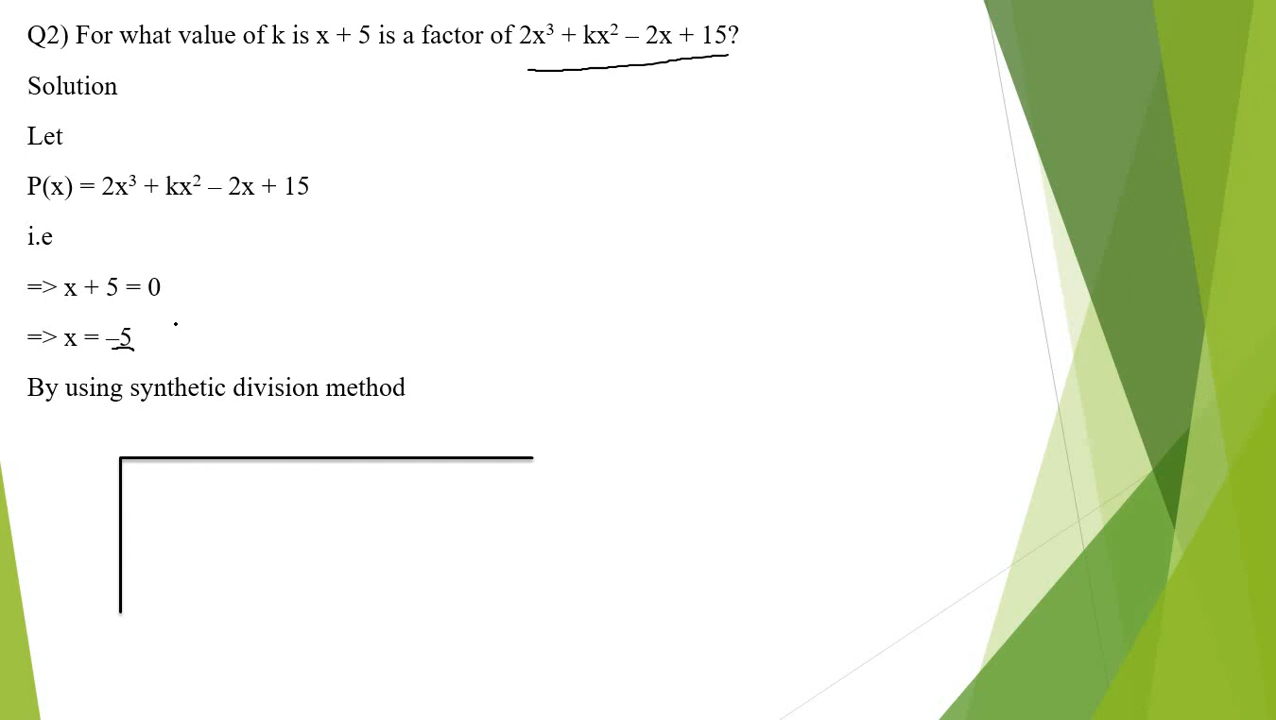 Q2) For what value of k is x + 5 is a factor of 2x³ + kx² – 2x + 15?
Solution
Let
P(x) = 2x³ + kx² – 2x + 15
i.e
=> x + 5 = 0
=> x = –5
By using synthetic division method